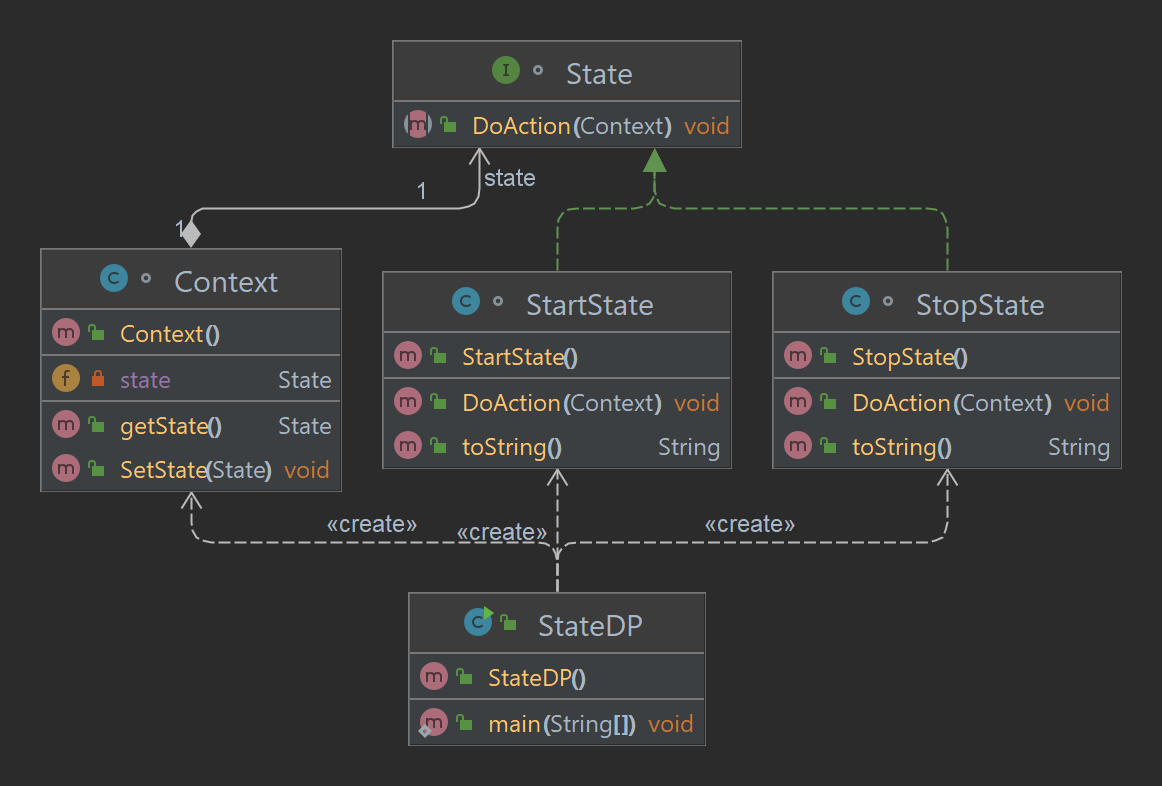 I State
m DoAction(Context) void
1 state
1
C Context
m Context()
f state State
m getState() State
m SetState(State) void
C StartState
m StartState()
m DoAction(Context) void
m toString() String
C StopState
m StopState()
m DoAction(Context) void
m toString() String
«create» «create» «create»
C StateDP
m StateDP()
m main(String[]) void